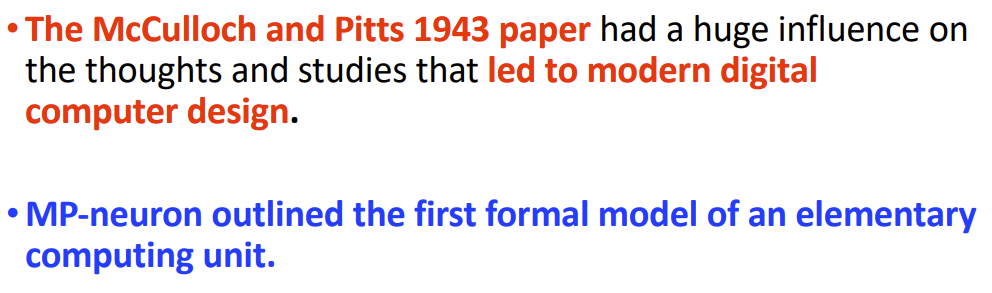 • The McCulloch and Pitts 1943 paper had a huge influence on
the thoughts and studies that led to modern digital
computer design.
• MP-neuron outlined the first formal model of an elementary
computing unit.